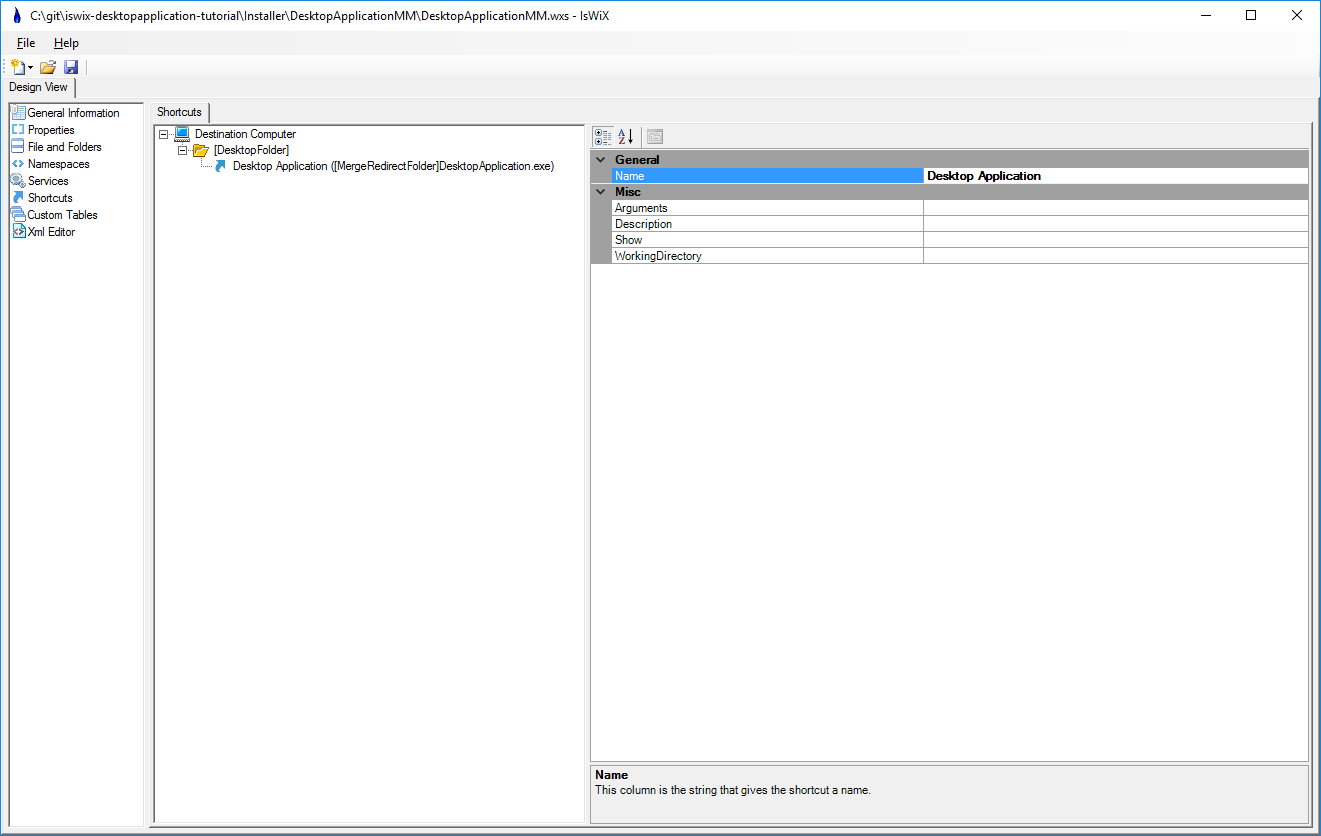 C:\git\iswix-desktopapplication-tutorial\Installer\DesktopApplicationMM\DesktopApplicationMM.wxs - IsWiX
File Help
Design View
General Information
Properties
File and Folders
Namespaces
Services
Shortcuts
Custom Tables
Xml Editor
Shortcuts
Destination Computer
[DesktopFolder]
Desktop Application ([MergeRedirectFolder]DesktopApplication.exe)
General
Name Desktop Application
Misc
Arguments
Description
Show
WorkingDirectory
Name
This column is the string that gives the shortcut a name.